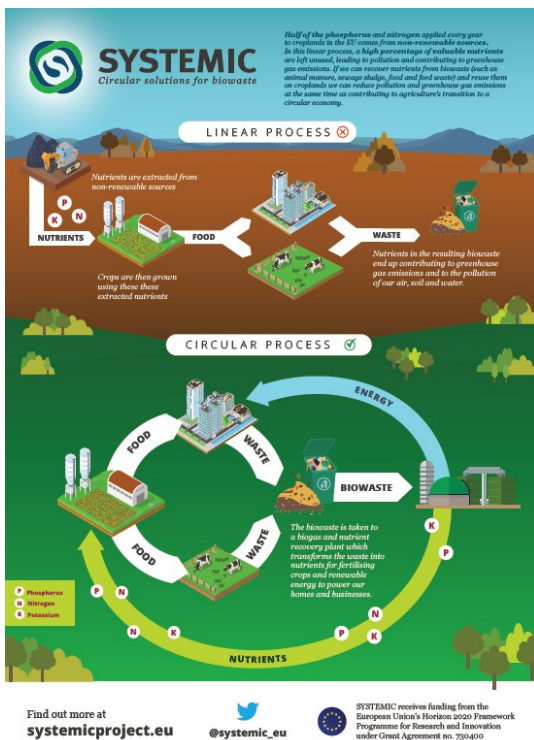 SYSTEMIC
Circular solutions for biowaste
Half of the phosphorus and nitrogen applied every year
to croplands in the EU comes from non-renewable sources.
In this linear process, a high percentage of valuable nutrients
are left unused, leading to pollution and contributing to greenhouse
gas emissions. If we can recover nutrients from biowaste (such as
animal manure, sewage sludge, food and feed waste) and reuse them
on croplands we can reduce pollution and greenhouse gas emissions
at the same time as contributing to agriculture's transition to a
circular economy.
LINEAR PROCESS
Nutrients are extracted from
non-renewable sources
P
K
N
NUTRIENTS
FOOD
WASTE
Crops are then grown
using these these
extracted nutrients
Nutrients in the resulting biowaste
end up contributing to greenhouse
gas emissions and to the pollution
of our air, soil and water.
CIRCULAR PROCESS
ENERGY
FOOD
WASTE
BIOWASTE
FOOD
WASTE
The biowaste is taken to
a biogas and nutrient
recovery plant which
transforms the waste into
nutrients for fertilising
crops and renewable
energy to power our
homes and businesses.
K
P
P Phosphorus
N Nitrogen
K Potassium
P
N
N
K
P
N
K
NUTRIENTS
Find out more at
systemicproject.eu
@systemic_eu
SYSTEMIC receives funding from the
European Union's Horizon 2020 Framework
Programme for Research and Innovation
under Grant Agreement no. 730400